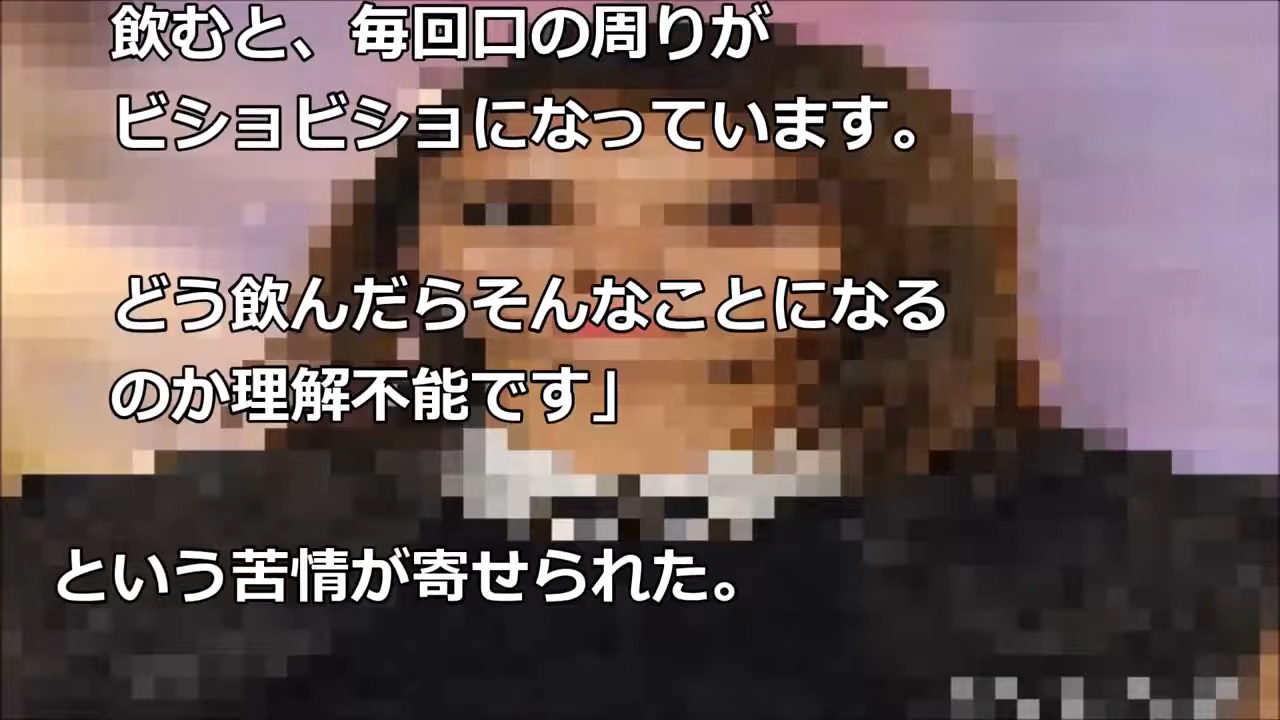 飲むと、毎回口の周りが
ビショビショになっています。
どう飲んだらそんなことになる
のか理解不能です」
という苦情が寄せられた。